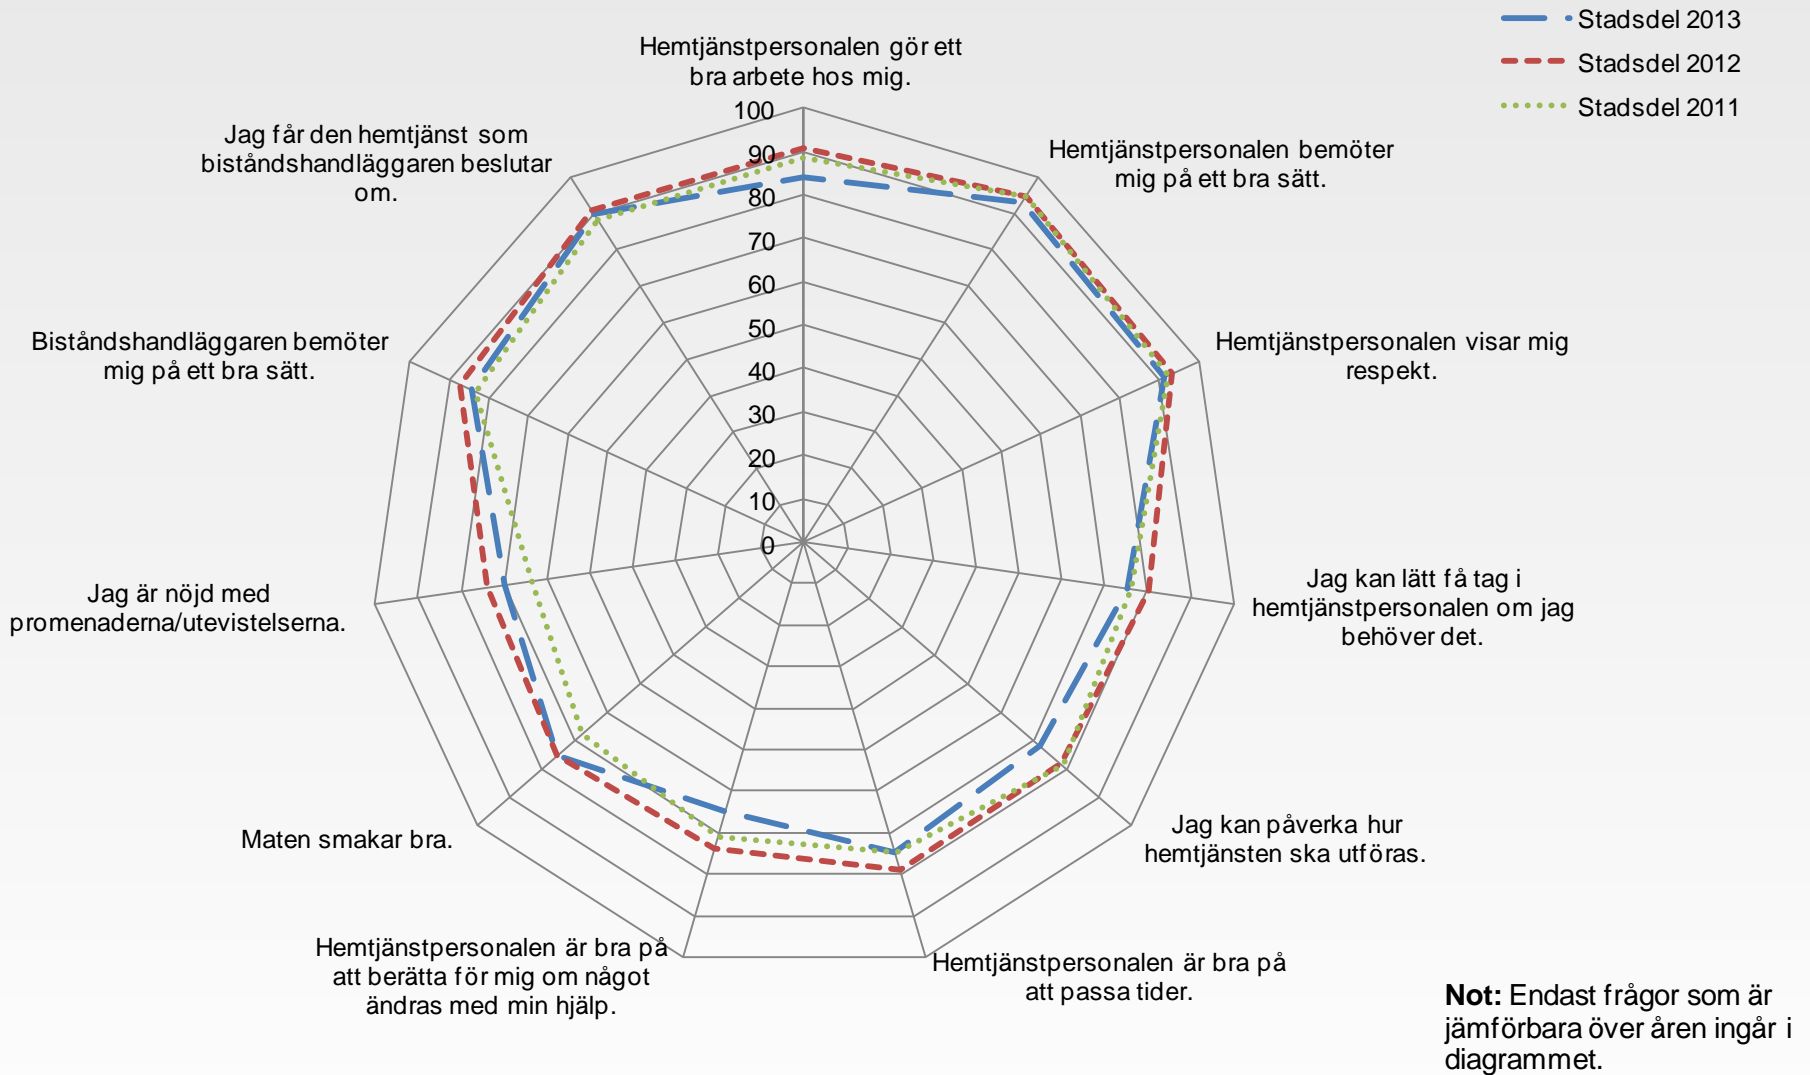 Stadsdel 2013
Stadsdel 2012
Stadsdel 2011
Hemtjänstpersonalen gör ett
bra arbete hos mig.
Hemtjänstpersonalen bemöter
mig på ett bra sätt.
Hemtjänstpersonalen visar mig
respekt.
Jag kan lätt få tag i
hemtjänstpersonalen om jag
behöver det.
Jag kan påverka hur
hemtjänsten ska utföras.
Hemtjänstpersonalen är bra på
att passa tider.
Hemtjänstpersonalen är bra på
att berätta för mig om något
ändras med min hjälp.
Maten smakar bra.
Jag är nöjd med
promenaderna/utevistelserna.
Biståndshandläggaren bemöter
mig på ett bra sätt.
Jag får den hemtjänst som
biståndshandläggaren beslutar
om.
100
90
80
70
60
50
40
30
20
10
0
Not: Endast frågor som är
jämförbara över åren ingår i
diagrammet.